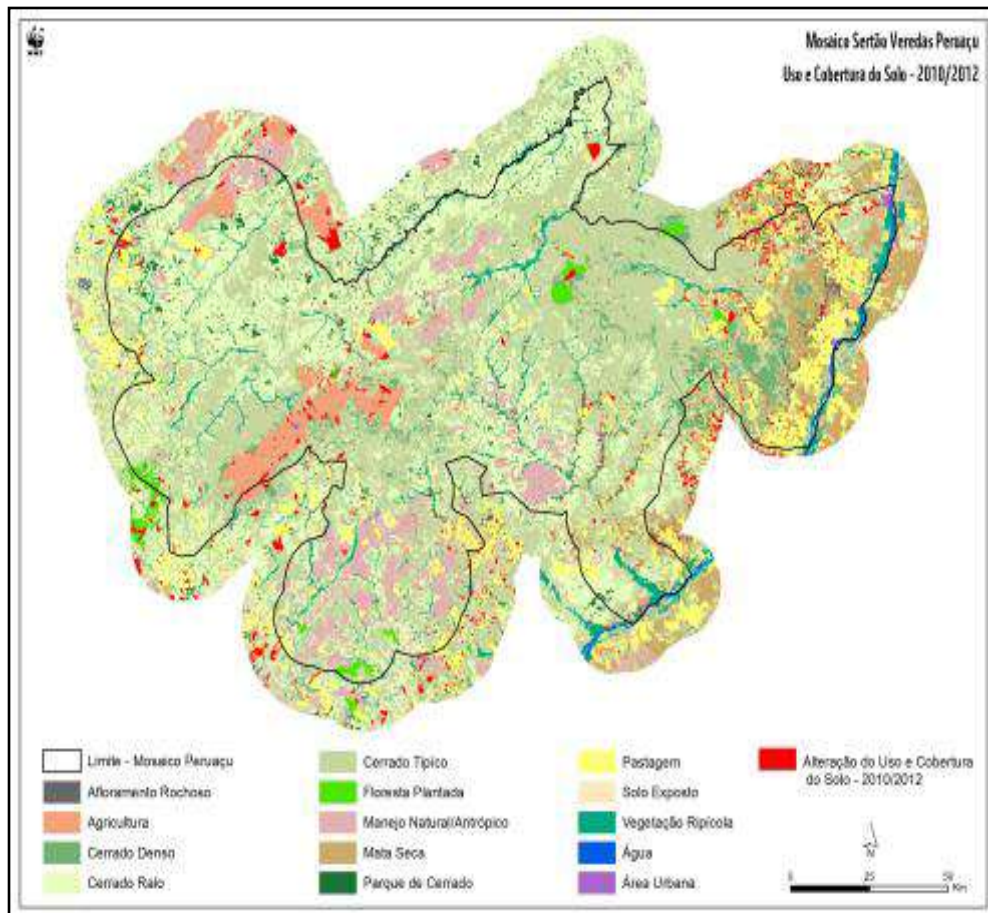 WWF
Mosaico Sertão Veredas Peruaçu
Uso e Cobertura do Solo - 2010/2012
Limite - Mosaico Peruaçu
Afloramento Rochoso
Agricultura
Cerrado Denso
Cerrado Ralo
Cerrado Típico
Floresta Plantada
Manejo Natural/Antrópico
Mata Seca
Parque de Cerrado
Pastagem
Solo Exposto
Vegetação Ripícola
Água
Área Urbana
Alteração do Uso e Cobertura
do Solo - 2010/2012
N
0 25 50
Km